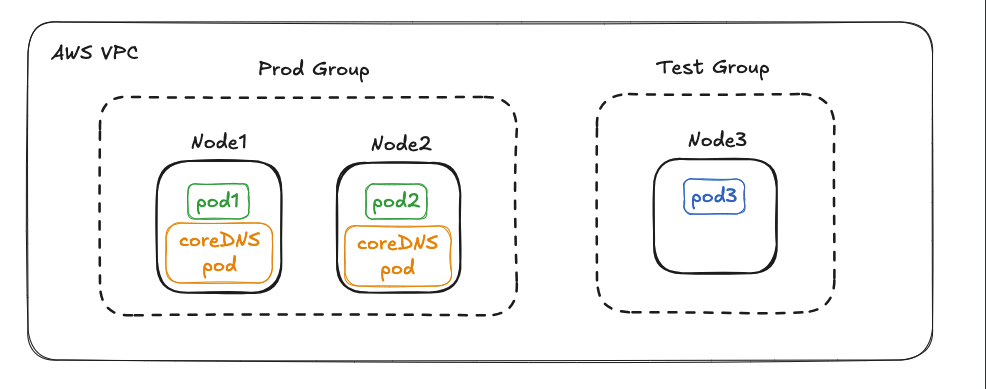 AWS VPC
Prod Group
Test Group
Node1
Node2
Node3
pod1
pod2
pod3
coreDNS
pod
coreDNS
pod